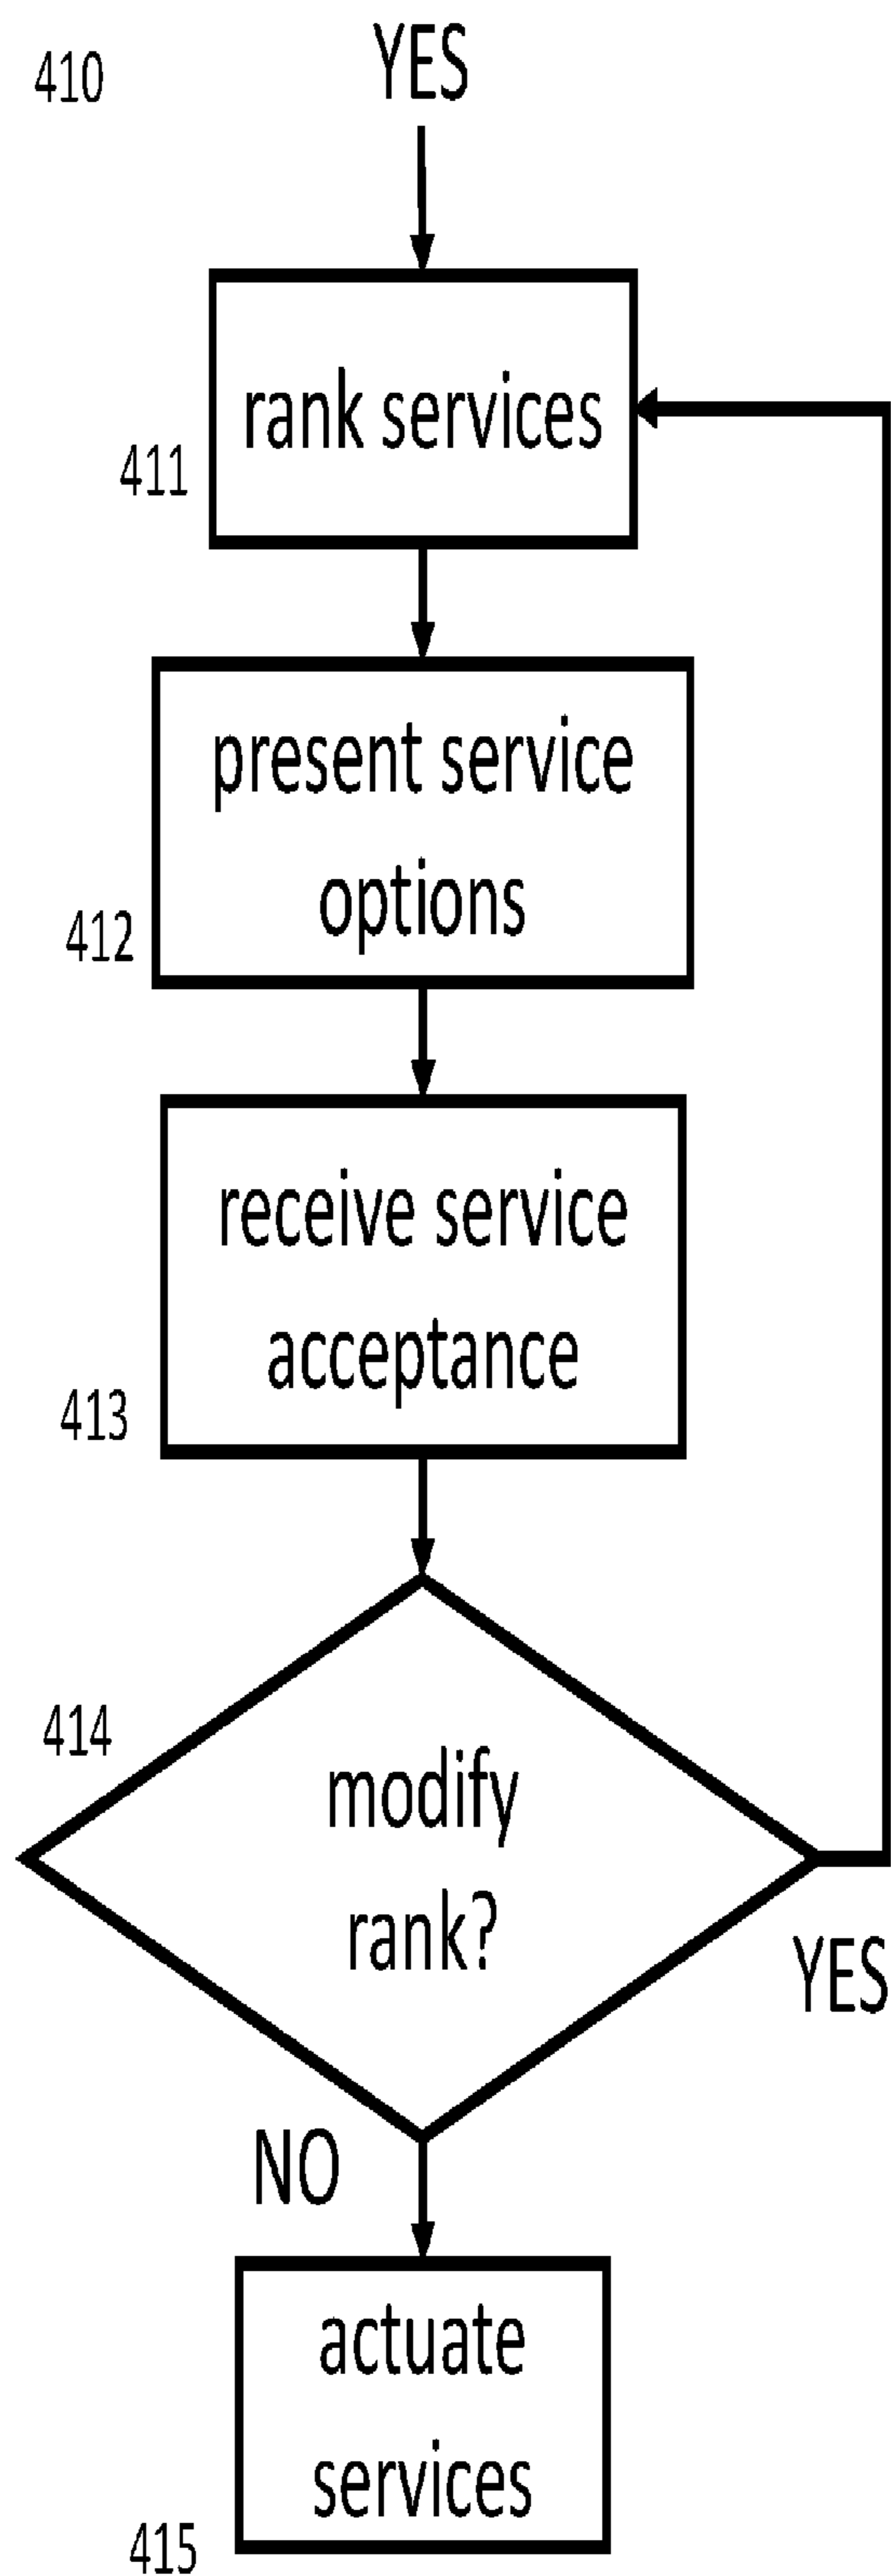 410
YES
rank services
411
present service
options
412
receive service
acceptance
413
414
modify
rank?
YES
NO
actuate
services
415